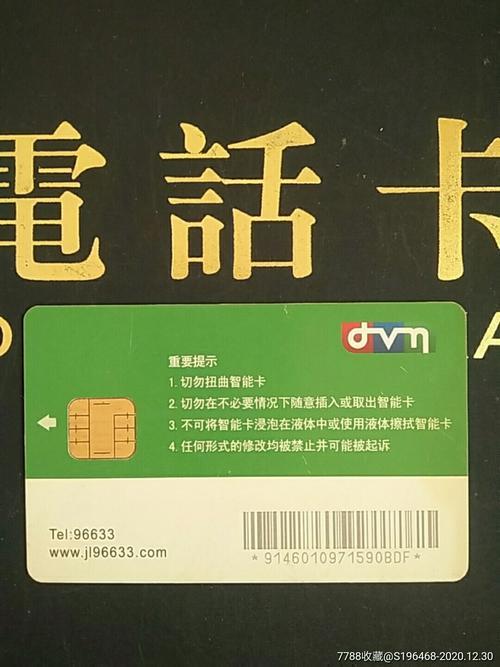 電話卡
dvm
重要提示
1. 切勿扭曲智能卡
2. 切勿在不必要情况下随意插入或取出智能卡
3. 不可将智能卡浸泡在液体中或使用液体擦拭智能卡
4. 任何形式的修改均被禁止并可能被起诉
Tel:96633
www.jl96633.com
*9146010971590BDF*
7788收藏@S196468-2020.12.30